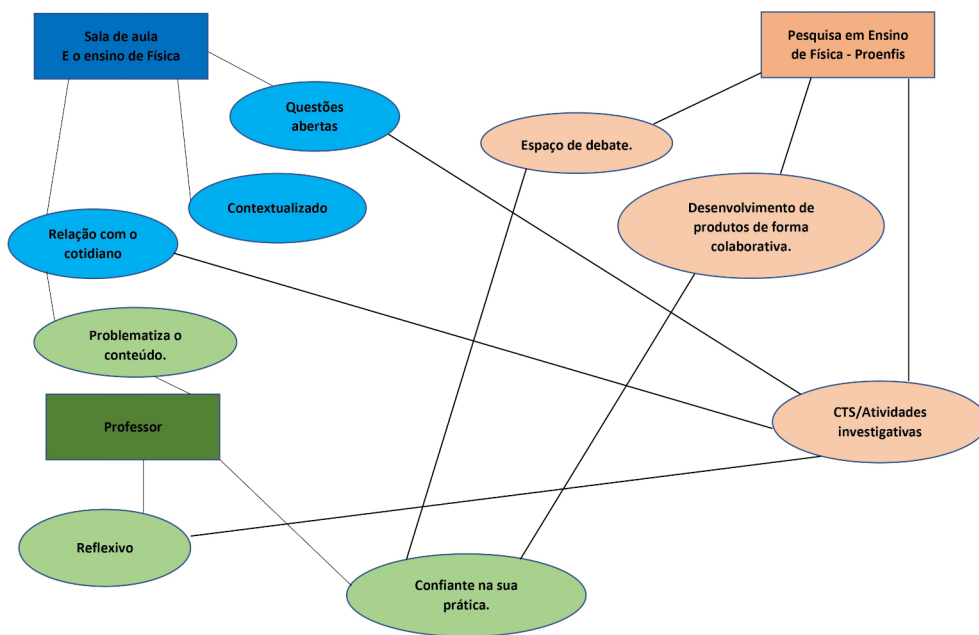 Sala de aula
E o ensino de Física
Pesquisa em Ensino
de Física - Proenfis
Questões
abertas
Espaço de debate.
Contextualizado
Desenvolvimento de
produtos de forma
colaborativa.
Relação com o
cotidiano
Problematiza o
conteúdo.
Professor
CTS/Atividades
investigativas
Reflexivo
Confiante na sua
prática.